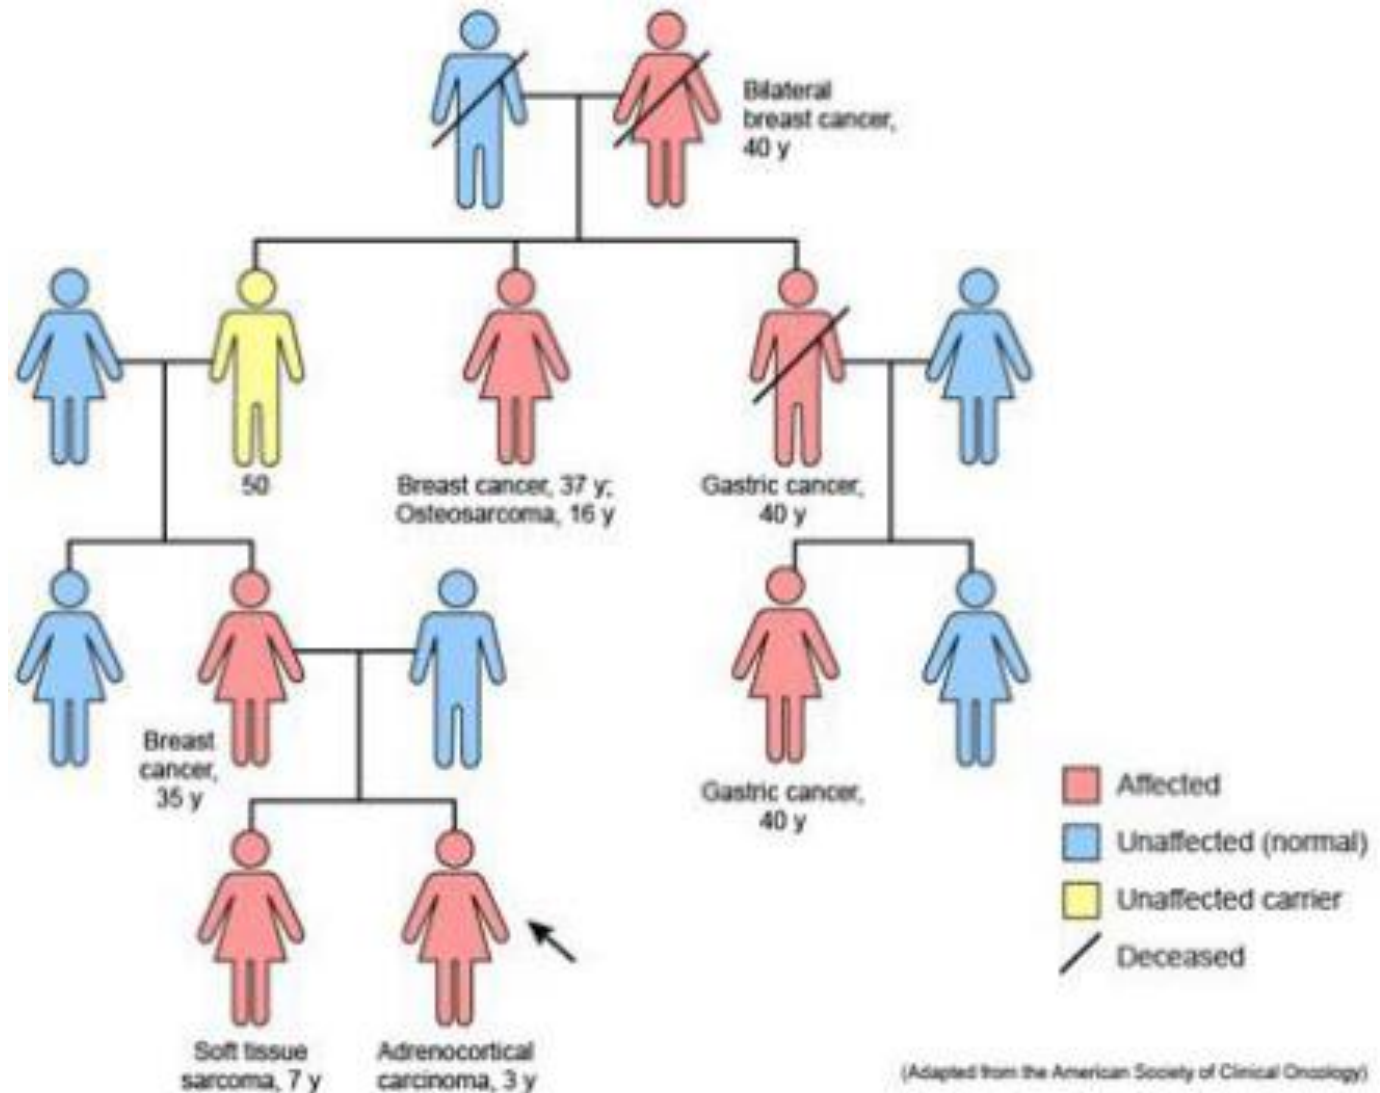 Bilateral
breast cancer,
40 y
50
Breast cancer, 37 y;
Osteosarcoma, 16 y
Gastric cancer,
40 y
Breast
cancer,
35 y
Gastric cancer,
40 y
Soft tissue
sarcoma, 7 y
Adrenocortical
carcinoma, 3 y
Affected
Unaffected (normal)
Unaffected carrier
Deceased
(Adapted from the American Society of Clinical Oncology)